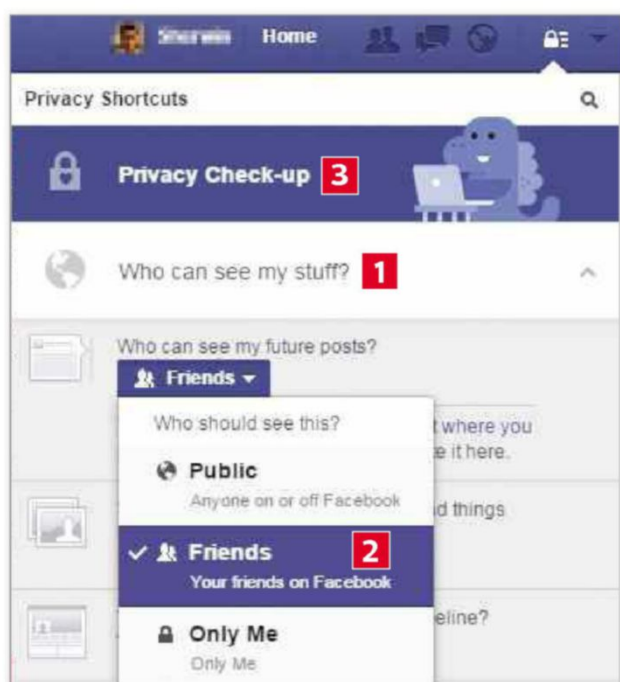 Home
Privacy Shortcuts
Privacy Check-up 3
Who can see my stuff? 1
Who can see my future posts?
Friends
Who should see this?
where you
it here.
Public
Anyone on or off Facebook
things
Friends 2
Your friends on Facebook
Only Me
Only Me